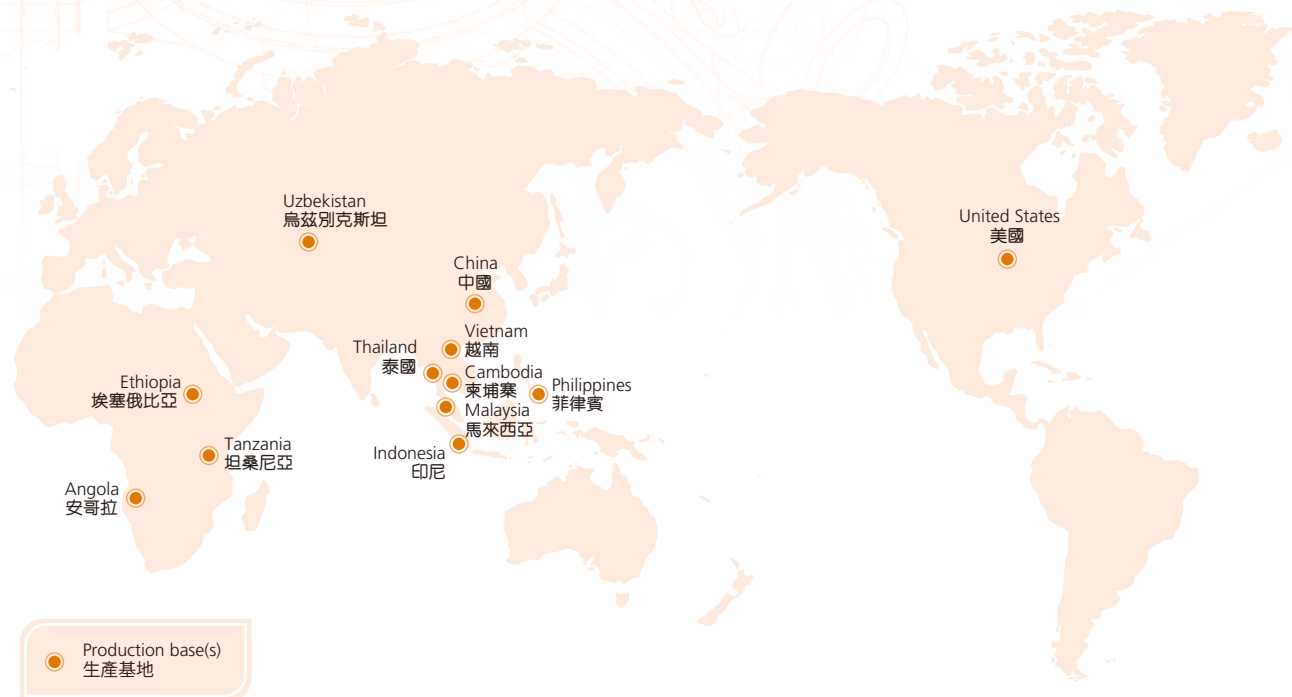 Uzbekistan
烏茲別克斯坦
United States
美國
China
中國
Vietnam
越南
Thailand
泰國
Cambodia
柬埔寨
Philippines
菲律賓
Malaysia
馬來西亞
Indonesia
印尼
Ethiopia
埃塞俄比亞
Tanzania
坦桑尼亞
Angola
安哥拉
Production base(s)
生產基地